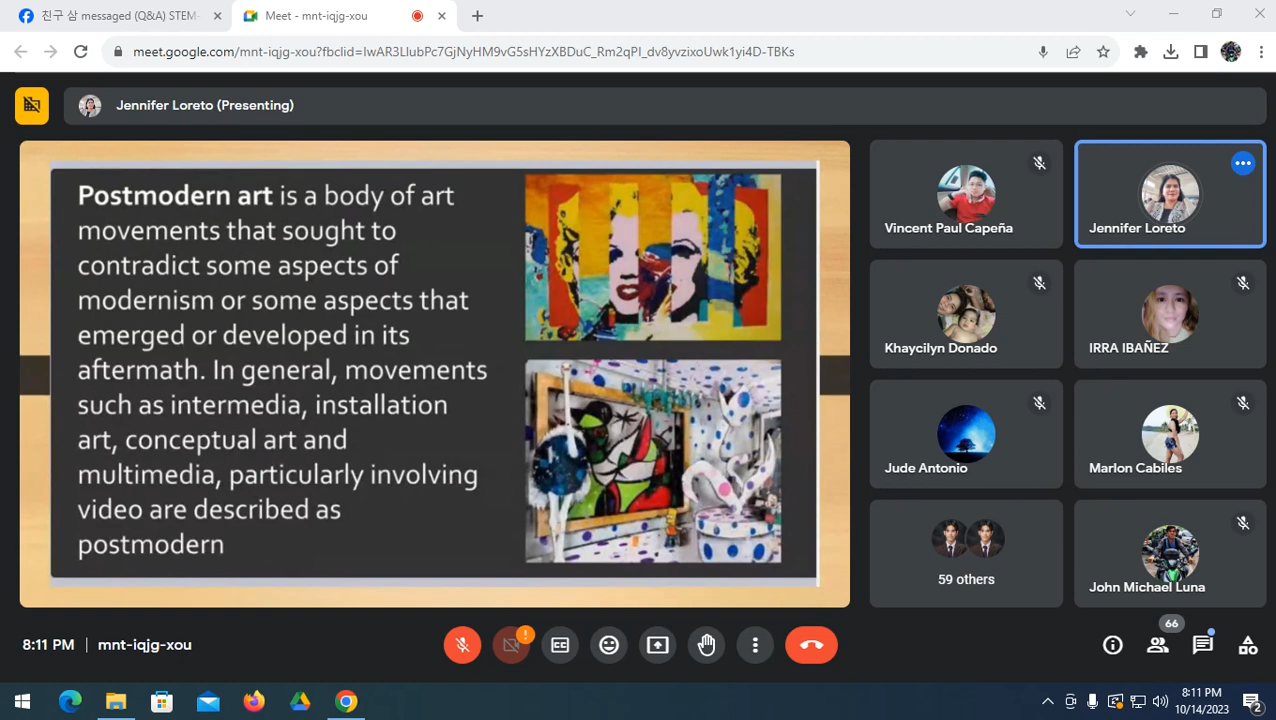 친구 삼 messaged (Q&A) STEM-
Meet - mnt-iqjg-xou
meet.google.com/mnt-iqjg-xou?fbclid=IwAR3LIubPc7GjNyHM9vG5sHYzXBDuC_Rm2qPl_dv8yvzixoUwk1yi4D-TBKs
Jennifer Loreto (Presenting)
Postmodern art is a body of art
movements that sought to
contradict some aspects of
modernism or some aspects that
emerged or developed in its
aftermath. In general, movements
such as intermedia, installation
art, conceptual art and
multimedia, particularly involving
video are described as
postmodern
Vincent Paul Capeña
Jennifer Loreto
Khaycilyn Donado
IRRA IBAÑEZ
Jude Antonio
Marlon Cabiles
59 others
John Michael Luna
8:11 PM | mnt-iqjg-xou
66
8:11 PM
10/14/2023
2